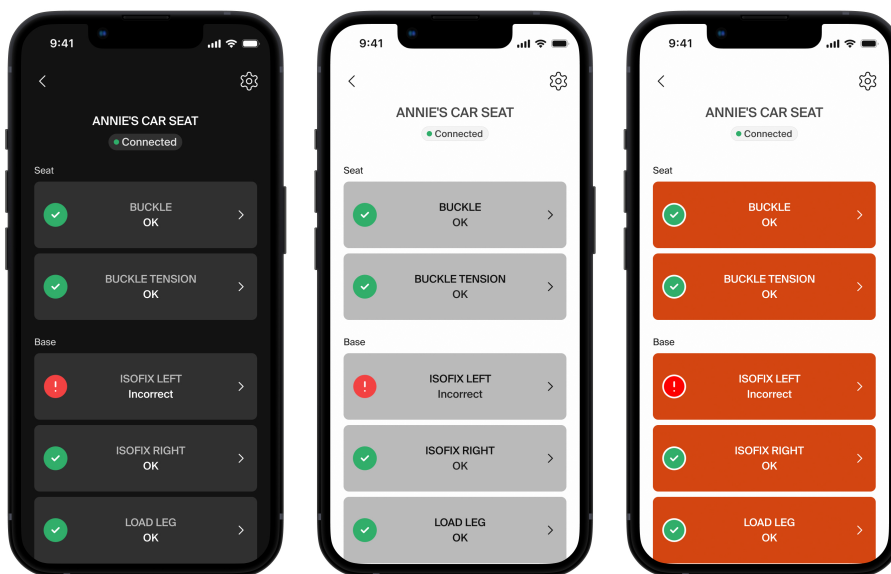 9:41
ANNIE'S CAR SEAT
Connected
Seat
BUCKLE
OK
BUCKLE TENSION
OK
Base
ISOFIX LEFT
Incorrect
ISOFIX RIGHT
OK
LOAD LEG
OK
9:41
ANNIE'S CAR SEAT
Connected
Seat
BUCKLE
OK
BUCKLE TENSION
OK
Base
ISOFIX LEFT
Incorrect
ISOFIX RIGHT
OK
LOAD LEG
OK
9:41
ANNIE'S CAR SEAT
Connected
Seat
BUCKLE
OK
BUCKLE TENSION
OK
Base
ISOFIX LEFT
Incorrect
ISOFIX RIGHT
OK
LOAD LEG
OK